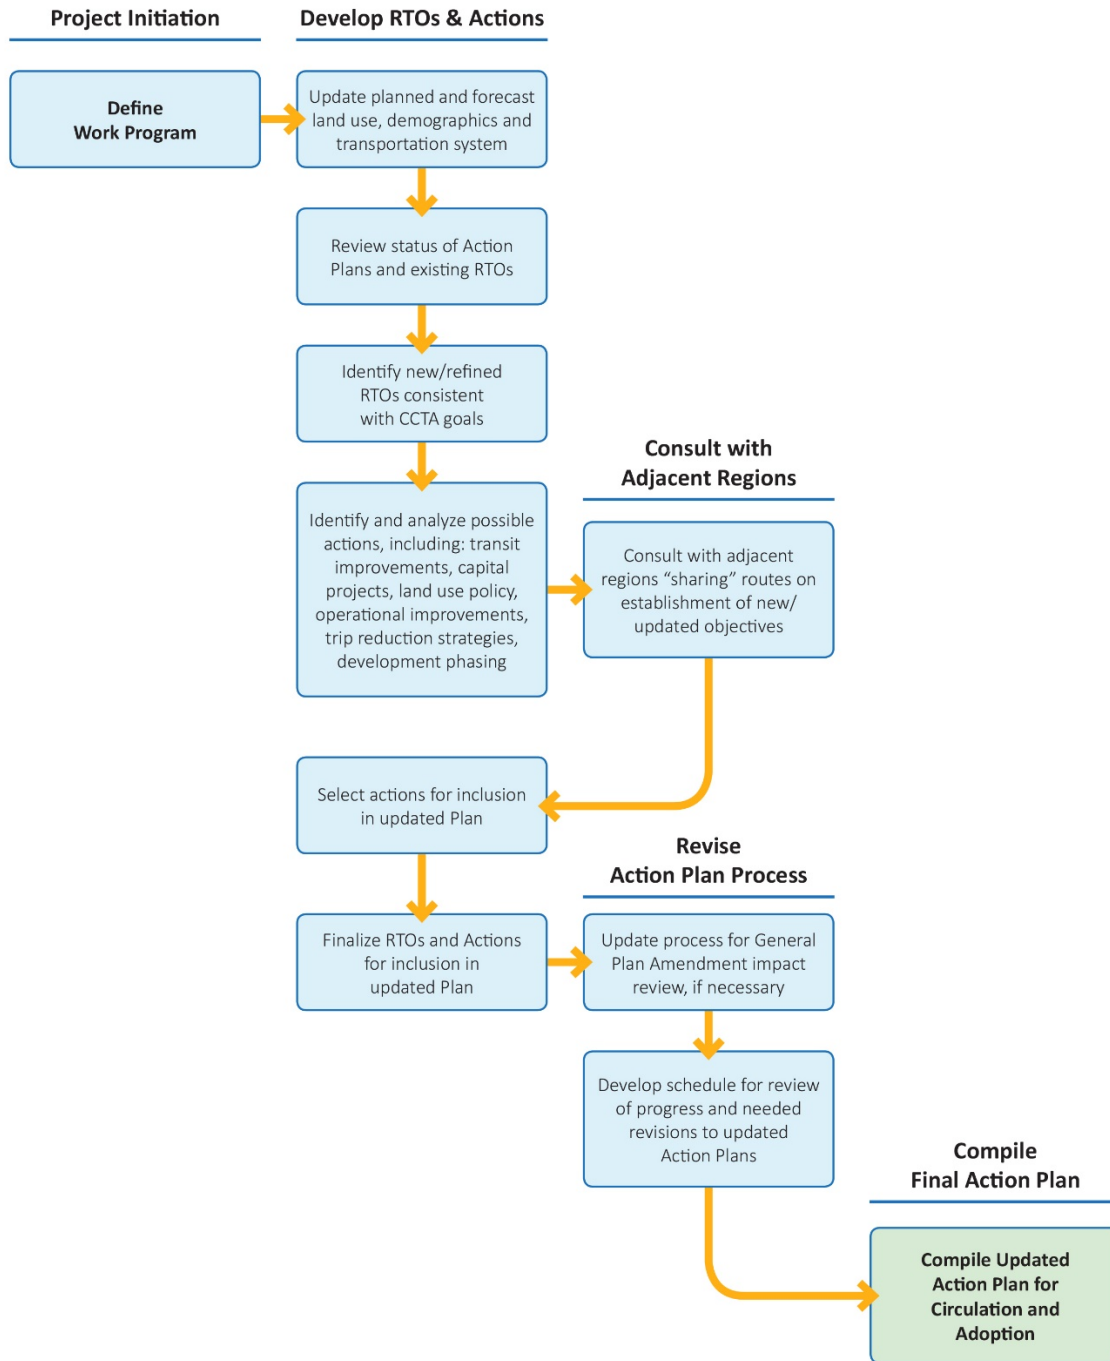 Project Initiation
Develop RTOs & Actions
Define
Work Program
Update planned and forecast
land use, demographics and
transportation system
Review status of Action
Plans and existing RTOs
Identify new/refined
RTOs consistent
with CCTA goals
Consult with
Adjacent Regions
Identify and analyze possible
actions, including: transit
improvements, capital
projects, land use policy,
operational improvements,
trip reduction strategies,
development phasing
Consult with adjacent
regions “sharing” routes on
establishment of new/
updated objectives
Select actions for inclusion
in updated Plan
Revise
Action Plan Process
Finalize RTOs and Actions
for inclusion in
updated Plan
Update process for General
Plan Amendment impact
review, if necessary
Develop schedule for review
of progress and needed
revisions to updated
Action Plans
Compile
Final Action Plan
Compile Updated
Action Plan for
Circulation and
Adoption